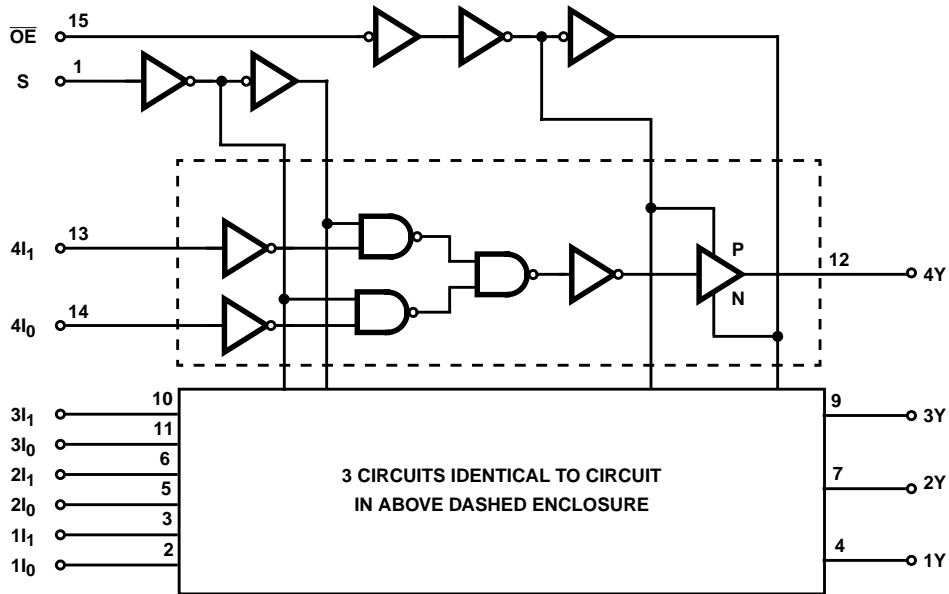 O̅E̅ 15
S 1
4I₁ 13
P
N
12 4Y
4I₀ 14
3I₁ 10
9 3Y
3I₀ 11
2I₁ 6
3 CIRCUITS IDENTICAL TO CIRCUIT
7 2Y
2I₀ 5
IN ABOVE DASHED ENCLOSURE
1I₁ 3
4 1Y
1I₀ 2